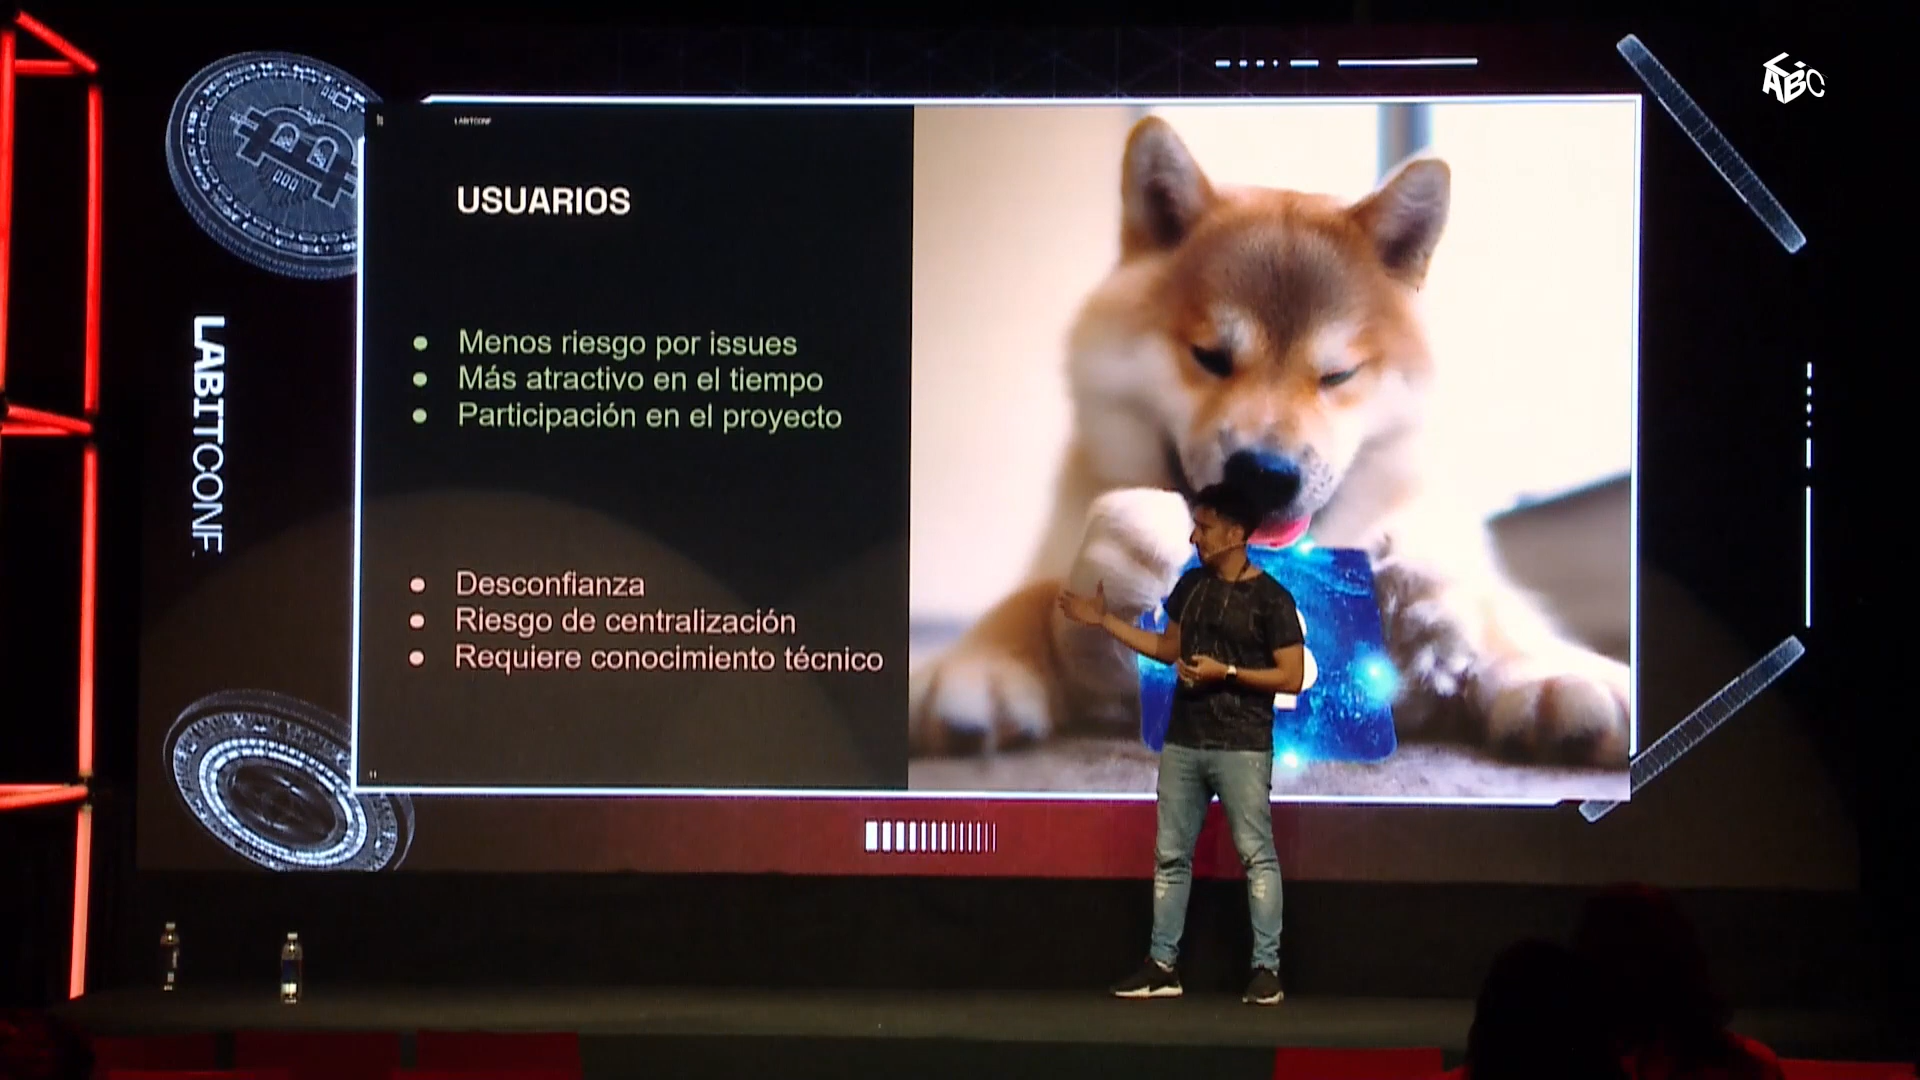 LABITCONF
USUARIOS
Menos riesgo por issues
Más atractivo en el tiempo
Participación en el proyecto
Desconfianza
Riesgo de centralización
Requiere conocimiento técnico
11
LABITCONF
ABC